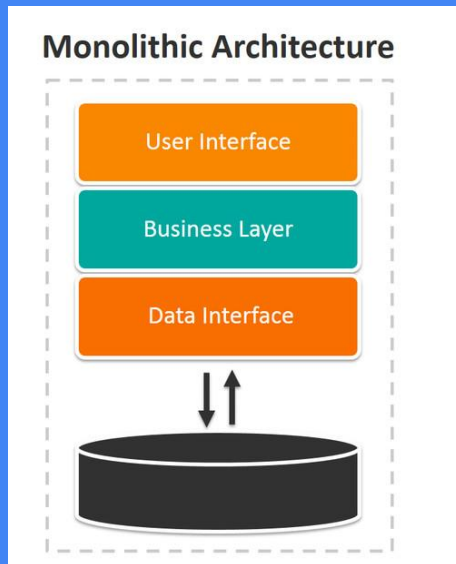 Monolithic Architecture
User Interface
Business Layer
Data Interface